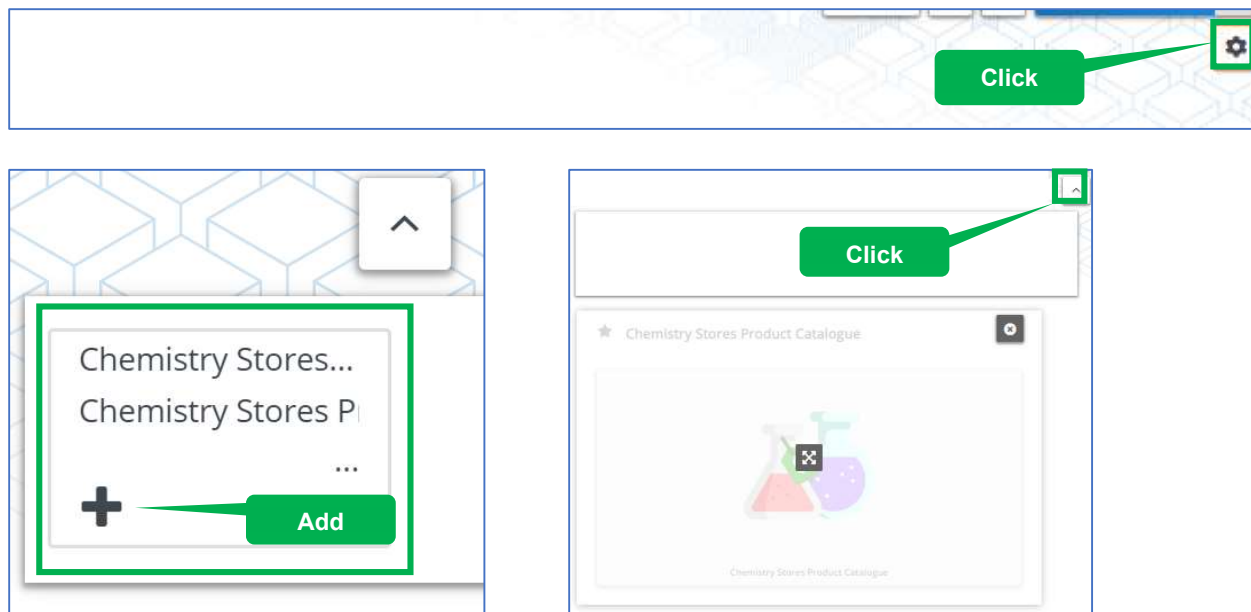 Click
Chemistry Stores...
Chemistry Stores P
...
Add
Click
Chemistry Stores Product Catalogue
Chemistry Stores Product Catalogue